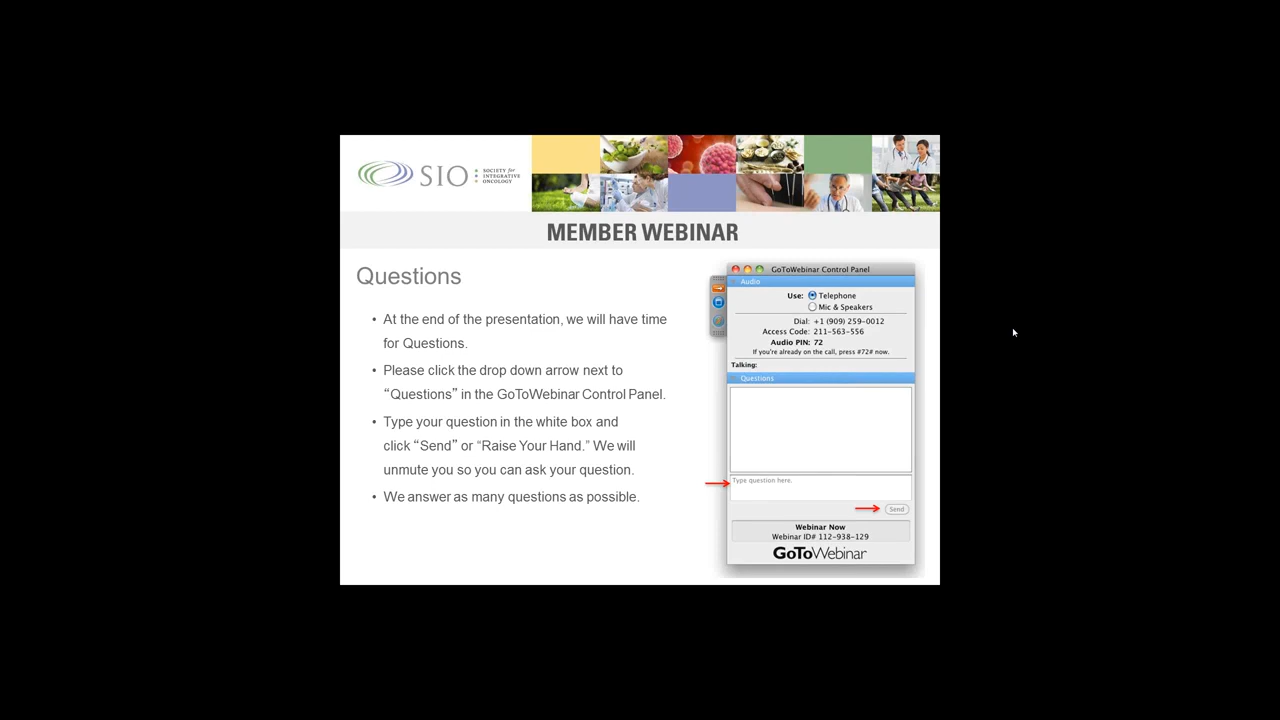 SIO
SOCIETY for
INTEGRATIVE
ONCOLOGY
MEMBER WEBINAR
Questions
• At the end of the presentation, we will have time
for Questions.
• Please click the drop down arrow next to
“Questions” in the GoToWebinar Control Panel.
• Type your question in the white box and
click “Send” or “Raise Your Hand.” We will
unmute you so you can ask your question.
• We answer as many questions as possible.
GoToWebinar Control Panel
Audio
Use: Telephone
Mic & Speakers
Dial: +1 (909) 259-0012
Access Code: 211-563-556
Audio PIN: 72
If you're already on the call, press #72# now.
Talking:
Questions
Type question here.
Send
Webinar Now
Webinar ID# 112-938-129
GoToWebinar